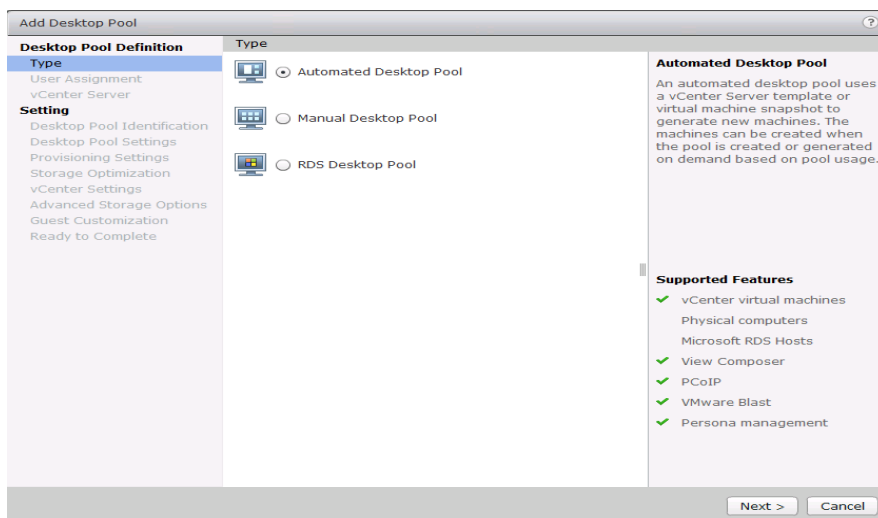 Add Desktop Pool
?
Desktop Pool Definition
Type
User Assignment
vCenter Server
Setting
Desktop Pool Identification
Desktop Pool Settings
Provisioning Settings
Storage Optimization
vCenter Settings
Advanced Storage Options
Guest Customization
Ready to Complete
Type
Automated Desktop Pool
Manual Desktop Pool
RDS Desktop Pool
Automated Desktop Pool
An automated desktop pool uses
a vCenter Server template or
virtual machine snapshot to
generate new machines. The
machines can be created when
the pool is created or generated
on demand based on pool usage.
Supported Features
vCenter virtual machines
Physical computers
Microsoft RDS Hosts
View Composer
PCoIP
VMware Blast
Persona management
Next >
Cancel